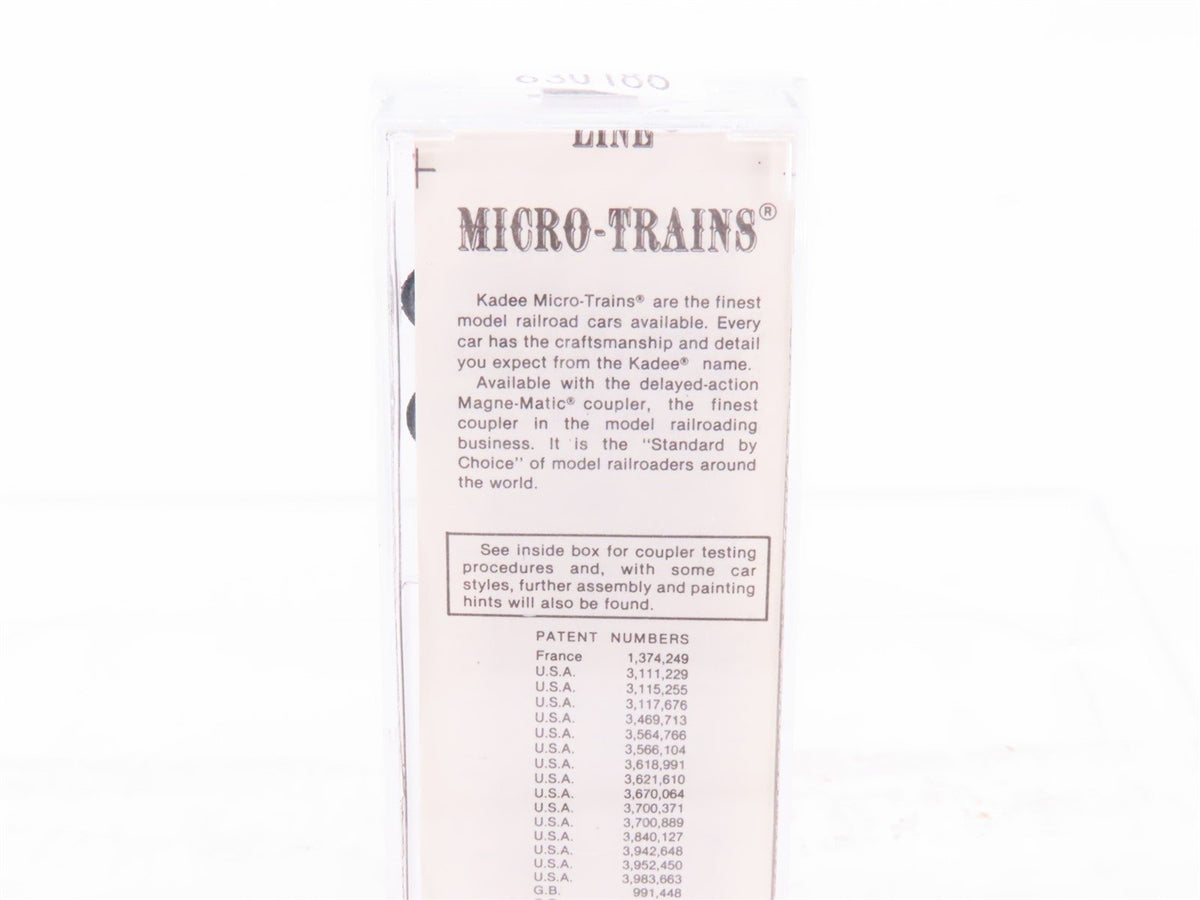 LINE
MICRO-TRAINS®
Kadee Micro-Trains® are the finest
model railroad cars available. Every
car has the craftsmanship and detail
you expect from the Kadee® name.
Available with the delayed-action
Magne-Matic® coupler, the finest
coupler in the model railroading
business. It is the "Standard by
Choice" of model railroaders around
the world.
See inside box for coupler testing
procedures and, with some car
styles, further assembly and painting
hints will also be found.
PATENT NUMBERS
France 1,374,249
U.S.A. 3,111,229
U.S.A. 3,115,255
U.S.A. 3,117,676
U.S.A. 3,469,713
U.S.A. 3,564,766
U.S.A. 3,566,104
U.S.A. 3,618,991
U.S.A. 3,621,610
U.S.A. 3,670,064
U.S.A. 3,700,371
U.S.A. 3,700,889
U.S.A. 3,840,127
U.S.A. 3,942,648
U.S.A. 3,952,450
U.S.A. 3,983,663
G.B. 991,448